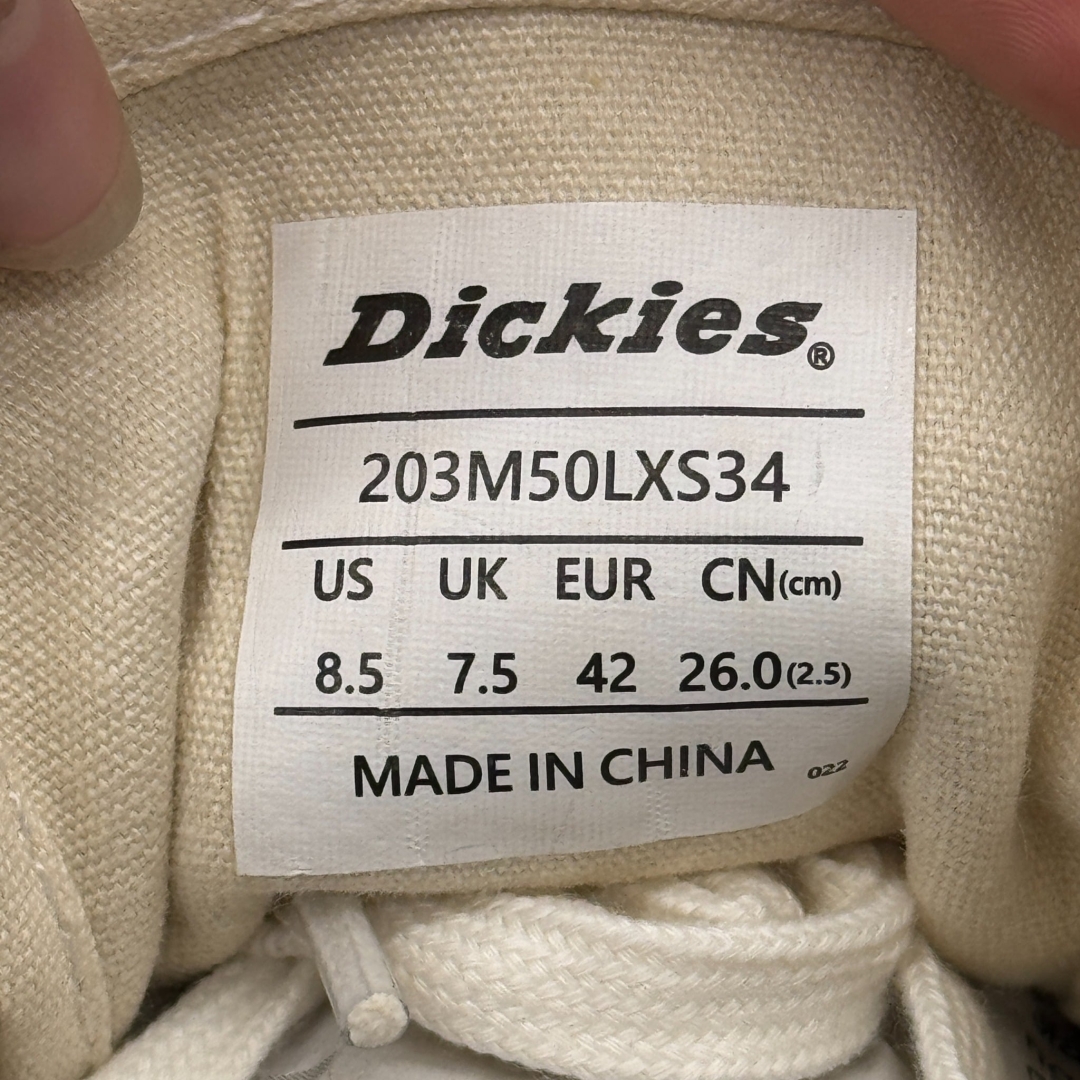 Dickies®
203M50LXS34
US UK EUR CN(cm)
8.5 7.5 42 26.0(2.5)
MADE IN CHINA 022